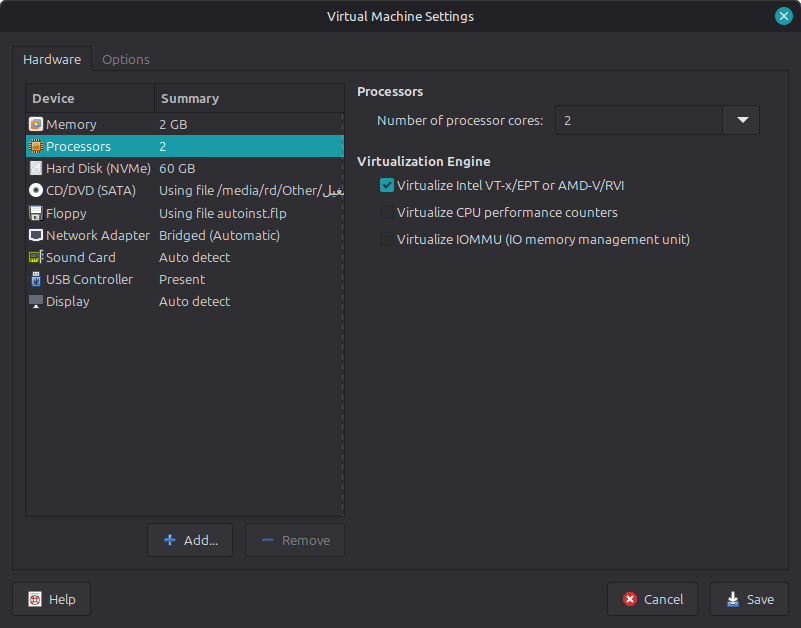 Virtual Machine Settings
Hardware
Options
Device Summary
Memory 2 GB
Processors 2
Hard Disk (NVMe) 60 GB
CD/DVD (SATA) Using file /media/rd/Other/
Floppy Using file autoinst.flp
Network Adapter Bridged (Automatic)
Sound Card Auto detect
USB Controller Present
Display Auto detect
Add...
Remove
Processors
Number of processor cores: 2
Virtualization Engine
Virtualize Intel VT-x/EPT or AMD-V/RVI
Virtualize CPU performance counters
Virtualize IOMMU (IO memory management unit)
Help
Cancel
Save